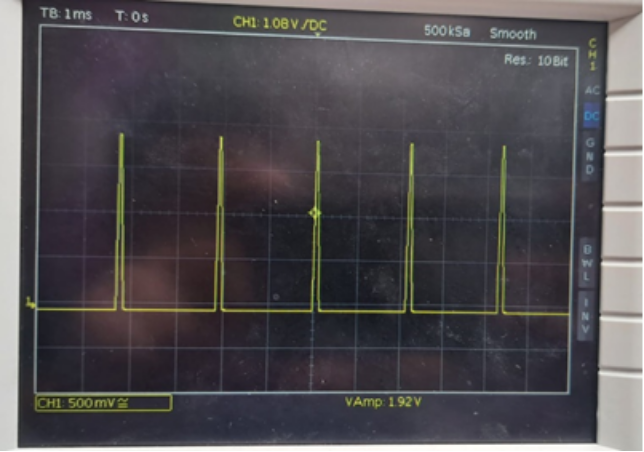 TB: 1ms T: 0s CH1: 1.08 V / DC 500kSa Smooth
Res.: 10Bit
CH1
AC
DC
GND
BWL
INV
1
CH1: 500mV≅
VAmp: 1.92V